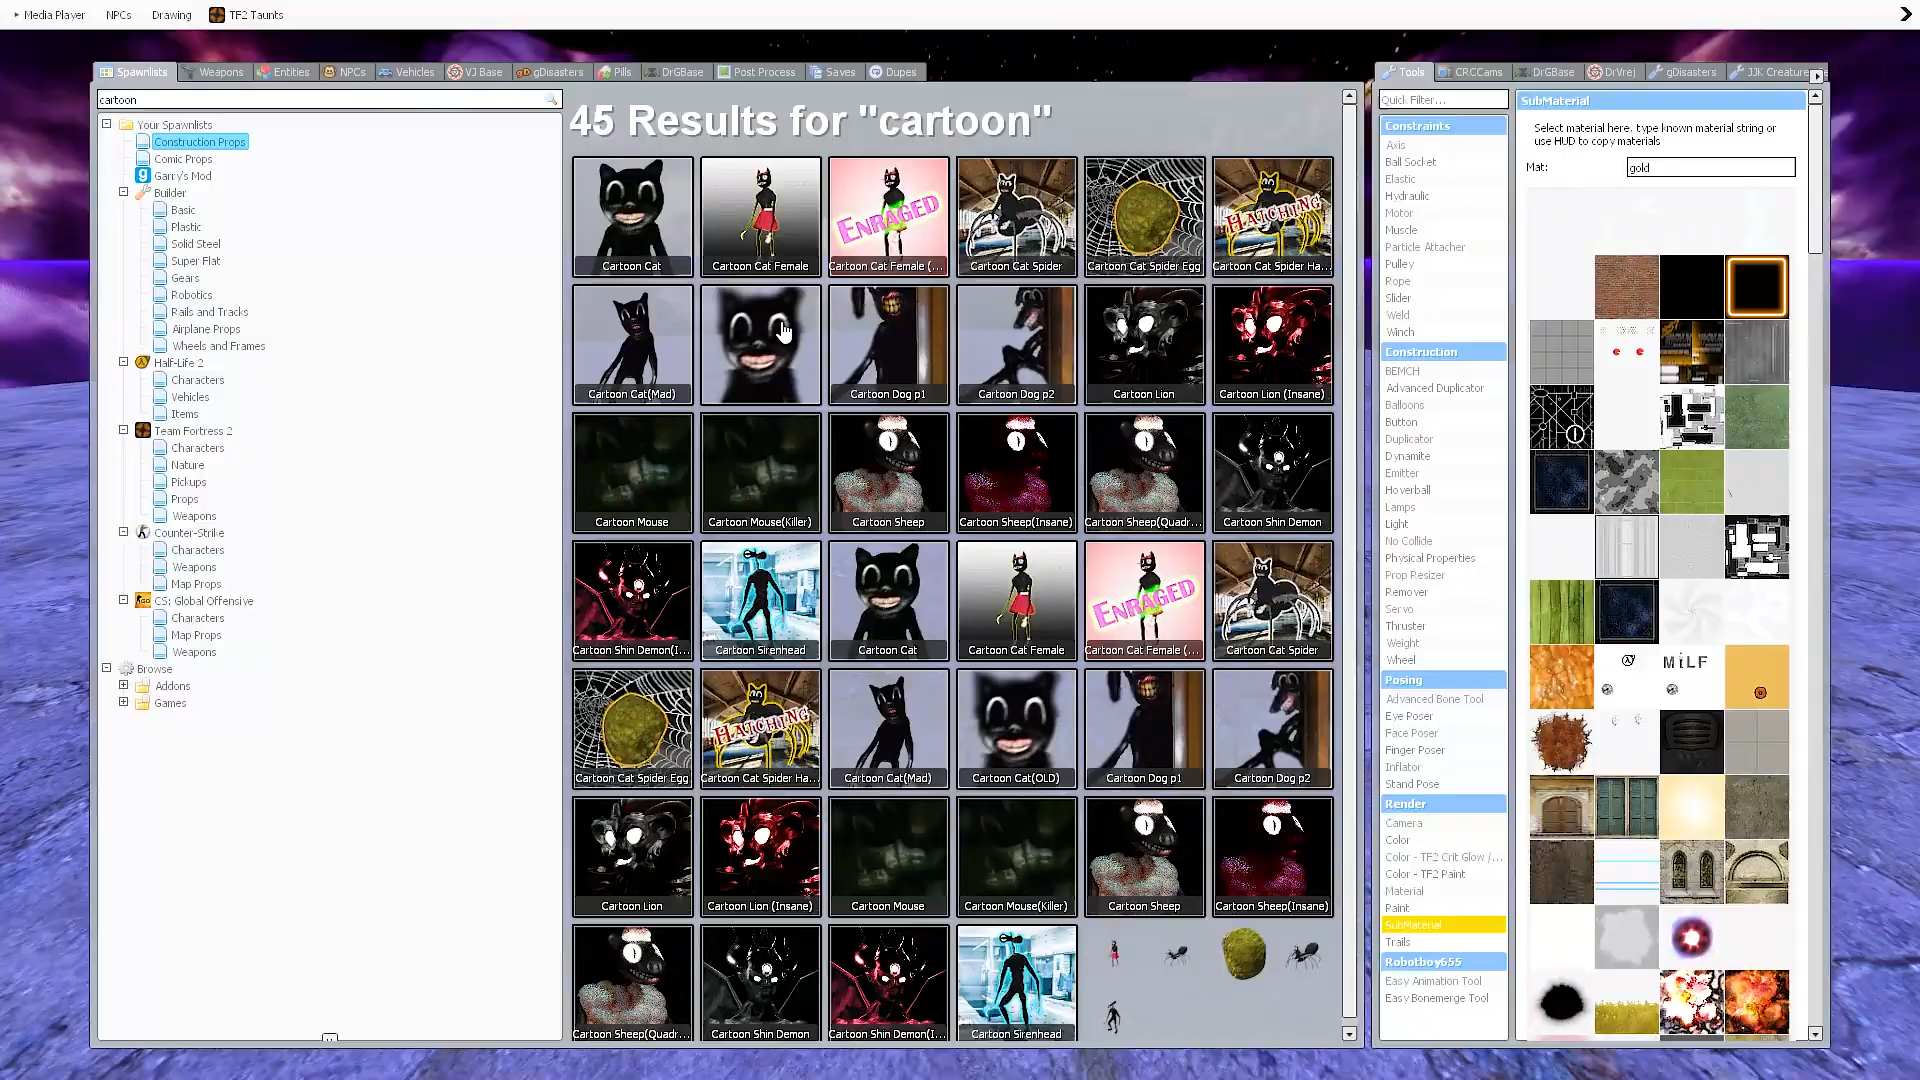 Media Player NPCs Drawing TF2 Taunts
Spawnlists Weapons Entities NPCs Vehicles VJ Base gDisasters Pills DrGBase Post Process Saves Dupes
cartoon
Your Spawnlists
Construction Props
Comic Props
Garry's Mod
Builder
Basic
Plastic
Solid Steel
Super Flat
Gears
Robotics
Rails and Tracks
Airplane Props
Wheels and Frames
Half-Life 2
Characters
Vehicles
Items
Team Fortress 2
Characters
Nature
Pickups
Props
Weapons
Counter-Strike
Characters
Weapons
Map Props
CS: Global Offensive
Characters
Map Props
Weapons
Browse
Addons
Games
45 Results for "cartoon"
ENRAGED
HATCHING
Cartoon Cat Cartoon Cat Female Cartoon Cat Female (... Cartoon Cat Spider Cartoon Cat Spider Egg Cartoon Cat Spider Ha...
Cartoon Cat(Mad) Cartoon Dog p1 Cartoon Dog p2 Cartoon Lion Cartoon Lion (Insane)
Cartoon Mouse Cartoon Mouse(Killer) Cartoon Sheep Cartoon Sheep(Insane) Cartoon Sheep(Quadr... Cartoon Shin Demon
ENRAGED
Cartoon Shin Demon(I... Cartoon Sirenhead Cartoon Cat Cartoon Cat Female Cartoon Cat Female (... Cartoon Cat Spider
HATCHING
Cartoon Cat Spider Egg Cartoon Cat Spider Ha... Cartoon Cat(Mad) Cartoon Cat(OLD) Cartoon Dog p1 Cartoon Dog p2
Cartoon Lion Cartoon Lion (Insane) Cartoon Mouse Cartoon Mouse(Killer) Cartoon Sheep Cartoon Sheep(Insane)
Cartoon Sheep(Quadr... Cartoon Shin Demon Cartoon Shin Demon(I... Cartoon Sirenhead
Tools CRCCams DrGBase DrVrej gDisasters JJK Creature
Quick Filter...
Constraints
Axis
Ball Socket
Elastic
Hydraulic
Motor
Muscle
Particle Attacher
Pulley
Rope
Slider
Weld
Winch
Construction
BEMCH
Advanced Duplicator
Balloons
Button
Duplicator
Dynamite
Emitter
Hoverball
Lamps
Light
No Collide
Physical Properties
Prop Resizer
Remover
Servo
Thruster
Weight
Wheel
Posing
Advanced Bone Tool
Eye Poser
Face Poser
Finger Poser
Inflator
Stand Pose
Render
Camera
Color
Color - TF2 Crit Glow /...
Color - TF2 Paint
Material
Paint
SubMaterial
Trails
Robotboy655
Easy Animation Tool
Easy Bonemerge Tool
SubMaterial
Select material here, type known material string or
use HUD to copy materials
Mat: gold
MiLF